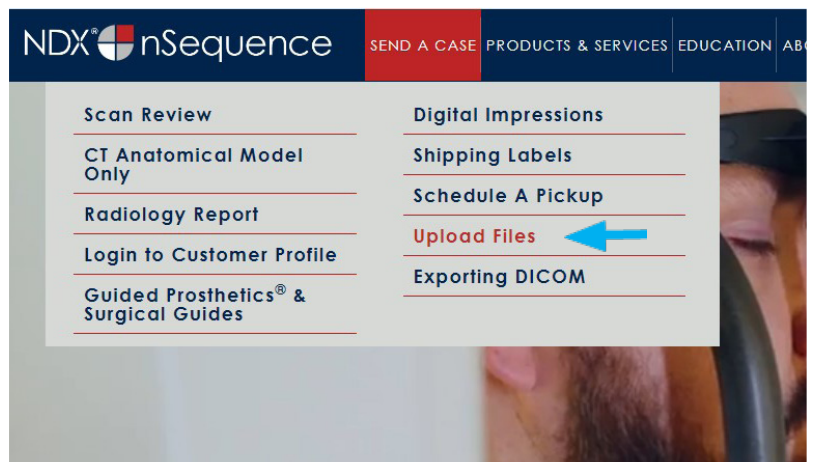 NDX® nSequence
SEND A CASE
PRODUCTS & SERVICES
EDUCATION
Scan Review
CT Anatomical Model
Only
Radiology Report
Login to Customer Profile
Guided Prosthetics® &
Surgical Guides
Digital Impressions
Shipping Labels
Schedule A Pickup
Upload Files
Exporting DICOM